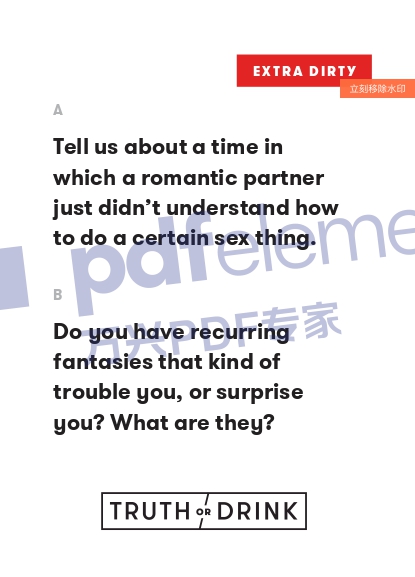 EXTRA DIRTY
立刻移除水印
A
Tell us about a time in
which a romantic partner
just didn’t understand how
to do a certain sex thing.
pdfeleme
B
Do you have recurring
万兴PDF专家
fantasies that kind of
trouble you, or surprise
you? What are they?
TRUTH OR DRINK